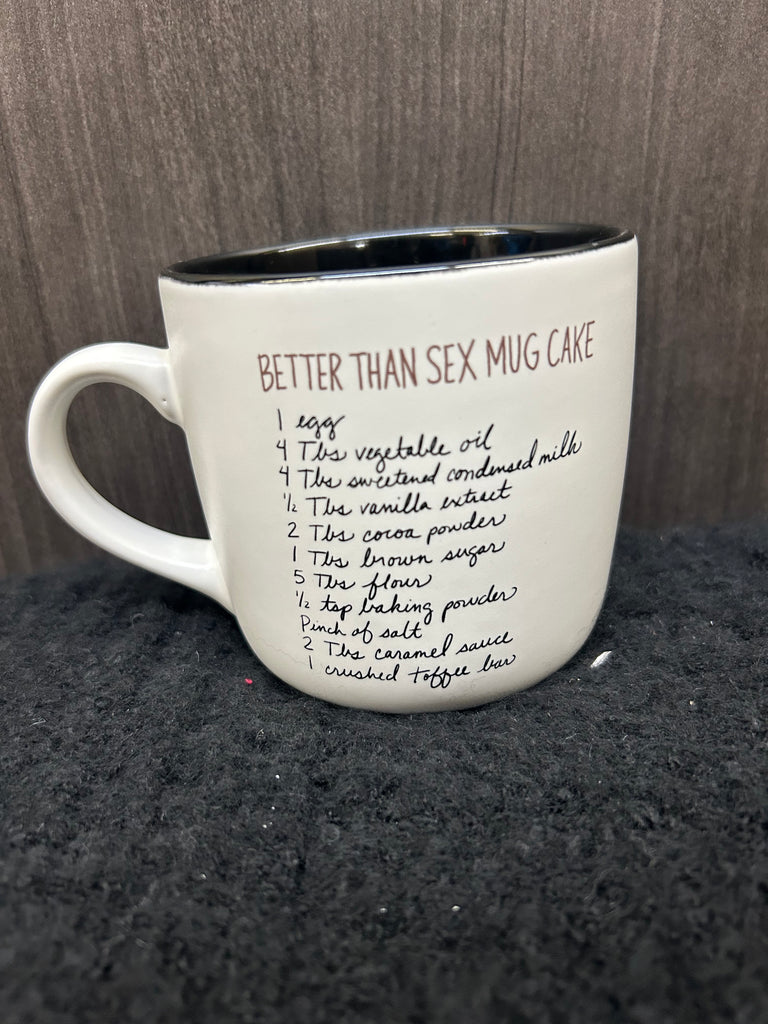 BETTER THAN SEX MUG CAKE
1 egg
4 Tbs vegetable oil
4 Tbs sweetened condensed milk
1/2 Tbs vanilla extract
2 Tbs cocoa powder
1 Tbs brown sugar
5 Tbs flour
1/2 tsp baking powder
Pinch of salt
2 Tbs caramel sauce
1 crushed toffee bar